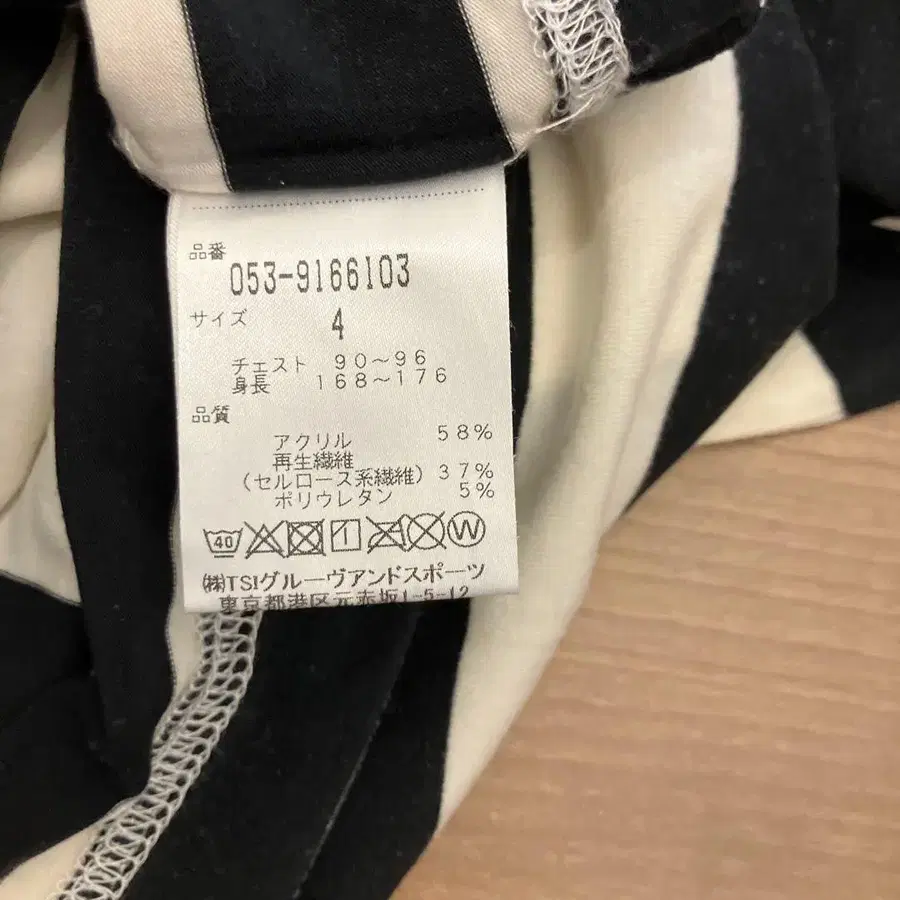 品番
053-9166103
サイズ 4
チェスト 90～96
身長 168～176
品質
アクリル 58%
再生繊維
(セルロース系繊維) 37%
ポリウレタン 5%
40 W
㈱TSIグルーヴアンドスポーツ
東京都港区元赤坂1-5-12